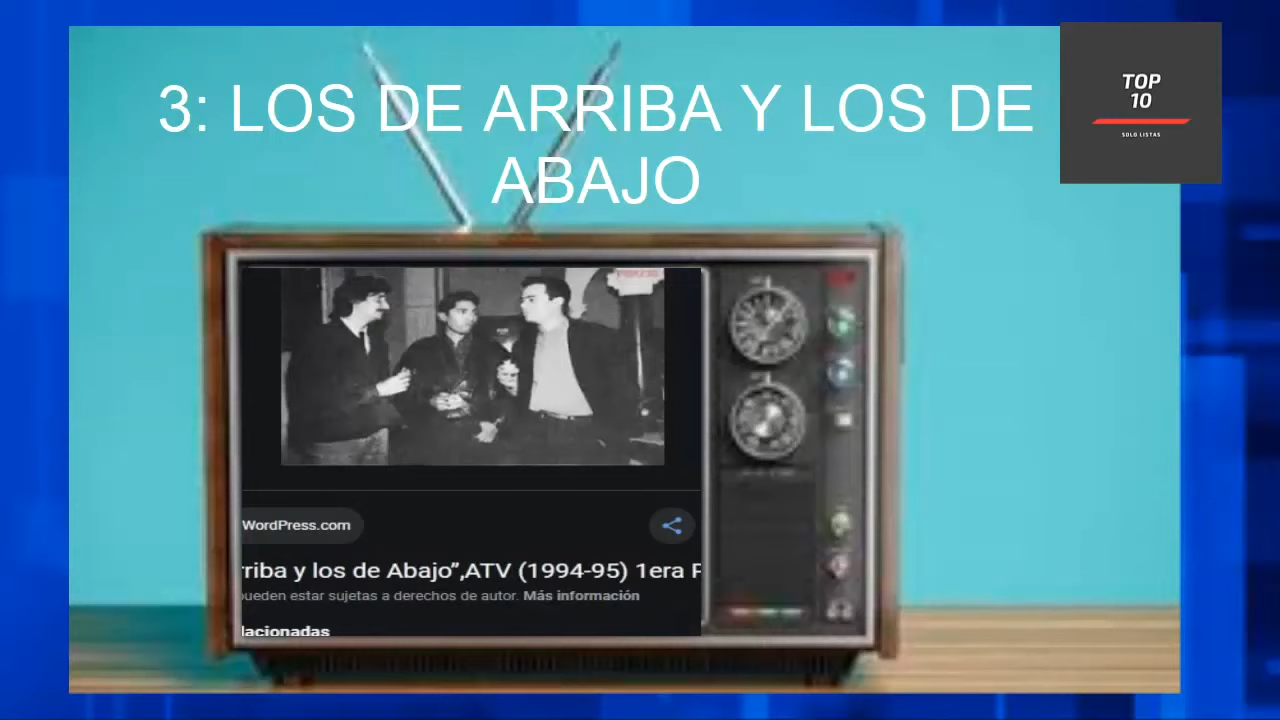 3: LOS DE ARRIBA Y LOS DE
ABAJO
TOP
10
SOLO LISTAS
WordPress.com
rriba y los de Abajo”,ATV (1994-95) 1era P
pueden estar sujetas a derechos de autor. Más información
lacionadas